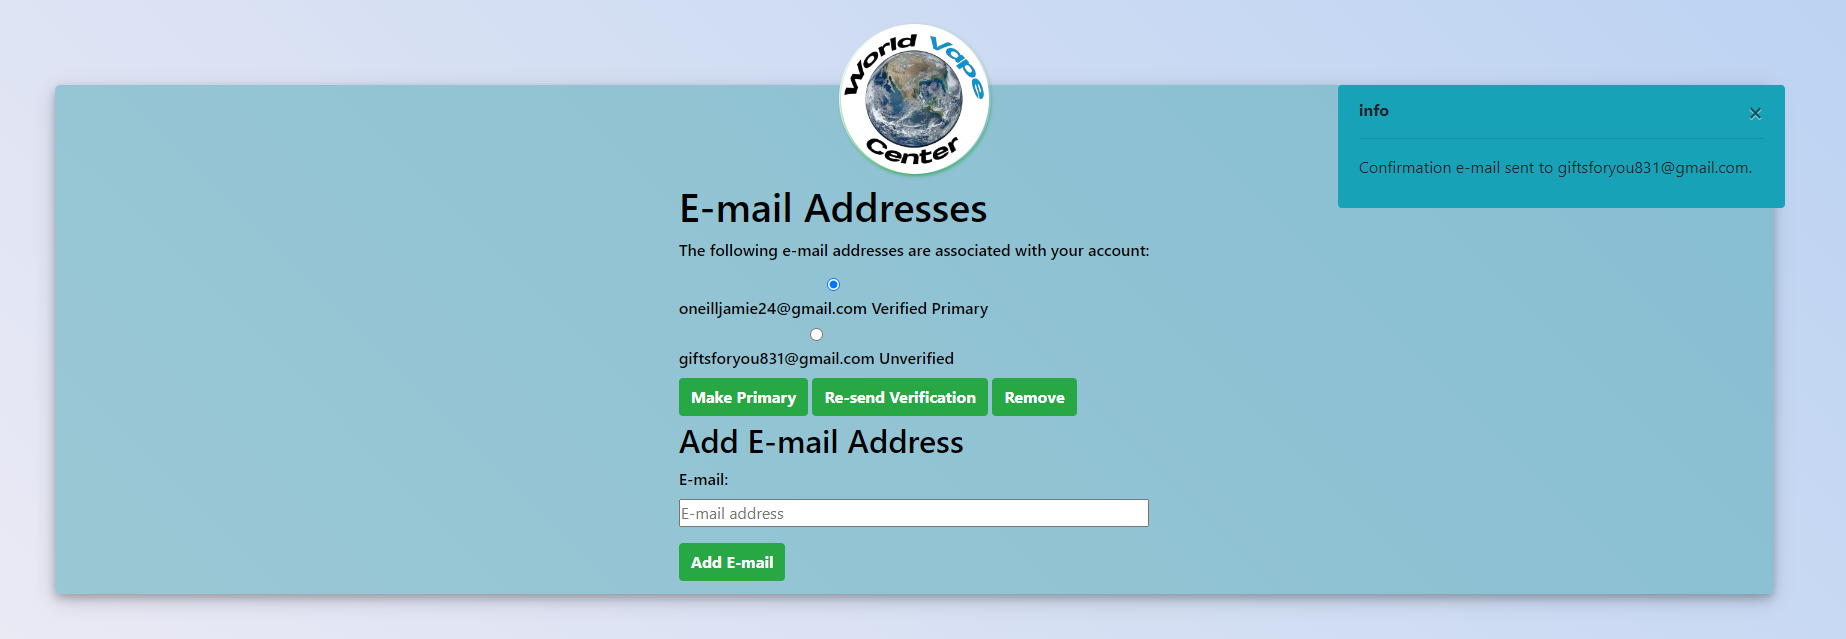 World Vape
Center
info
×
Confirmation e-mail sent to giftsforyou831@gmail.com.
E-mail Addresses
The following e-mail addresses are associated with your account:
oneilljamie24@gmail.com Verified Primary
giftsforyou831@gmail.com Unverified
Make Primary Re-send Verification Remove
Add E-mail Address
E-mail:
E-mail address
Add E-mail